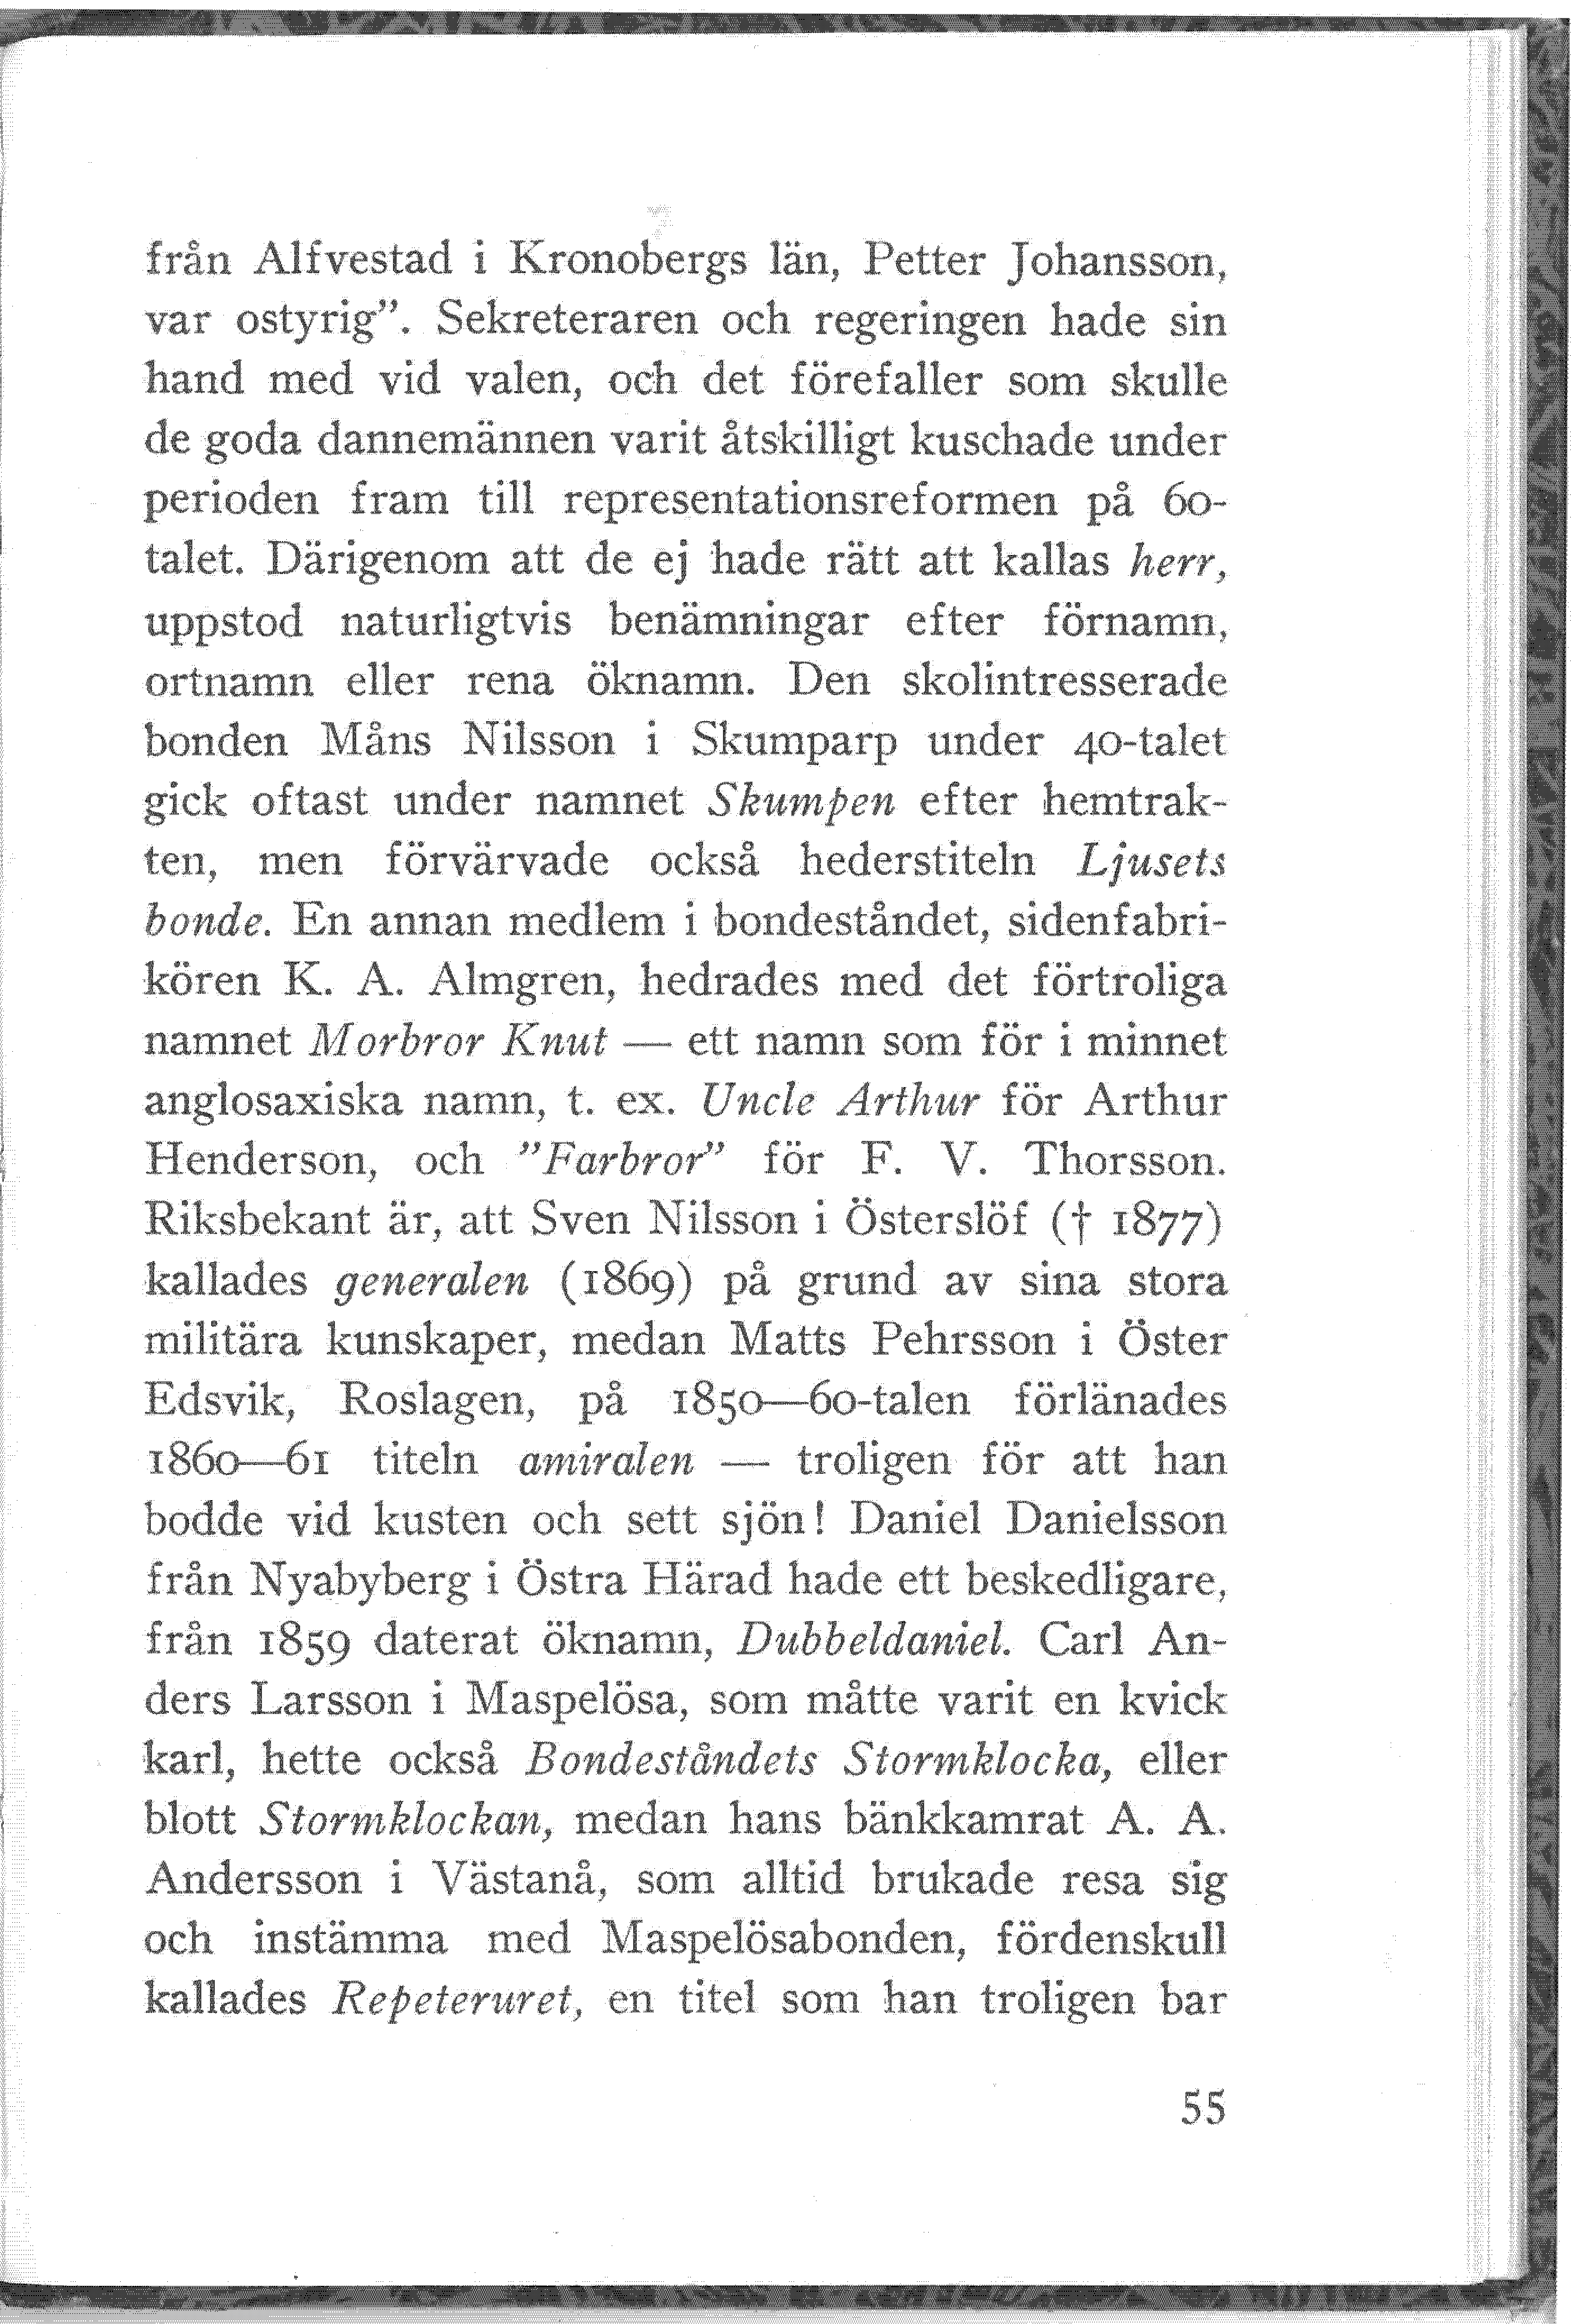 från Alfvestad i Kronobergs län, Petter Johansson,
var ostyrig”. Sekreteraren och regeringen hade sin
hand med vid valen, och det förefaller som skulle
de goda dannemännen varit åtskilligt kuschade under
perioden fram till representationsreformen på 60-
talet. Därigenom att de ej hade rätt att kallas herr,
uppstod naturligtvis benämningar efter förnamn,
ortnamn eller rena öknamn. Den skolintresserade
bonden Måns Nilsson i Skumparp under 40-talet
gick oftast under namnet Skumpen efter hemtrak-
ten, men förvärvade också hederstiteln Ljusets
bonde. En annan medlem i bondeståndet, sidenfabri-
kören K. A. Almgren, hedrades med det förtroliga
namnet Morbror Knut — ett namn som för i minnet
anglosaxiska namn, t. ex. Uncle Arthur för Arthur
Henderson, och ”Farbror” för F. V. Thorsson.
Riksbekant är, att Sven Nilsson i Österslöf († 1877)
kallades generalen (1869) på grund av sina stora
militära kunskaper, medan Matts Pehrsson i Öster
Edsvik, Roslagen, på 1850—60-talen förlänades
1860—61 titeln amiralen — troligen för att han
bodde vid kusten och sett sjön! Daniel Danielsson
från Nyabyberg i Östra Härad hade ett beskedligare,
från 1859 daterat öknamn, Dubbeldaniel. Carl An-
ders Larsson i Maspelösa, som måtte varit en kvick
karl, hette också Bondeståndets Stormklocka, eller
blott Stormklockan, medan hans bänkkamrat A. A.
Andersson i Västanå, som alltid brukade resa sig
och instämma med Maspelösabonden, fördenskull
kallades Repeteruret, en titel som han troligen bar
55